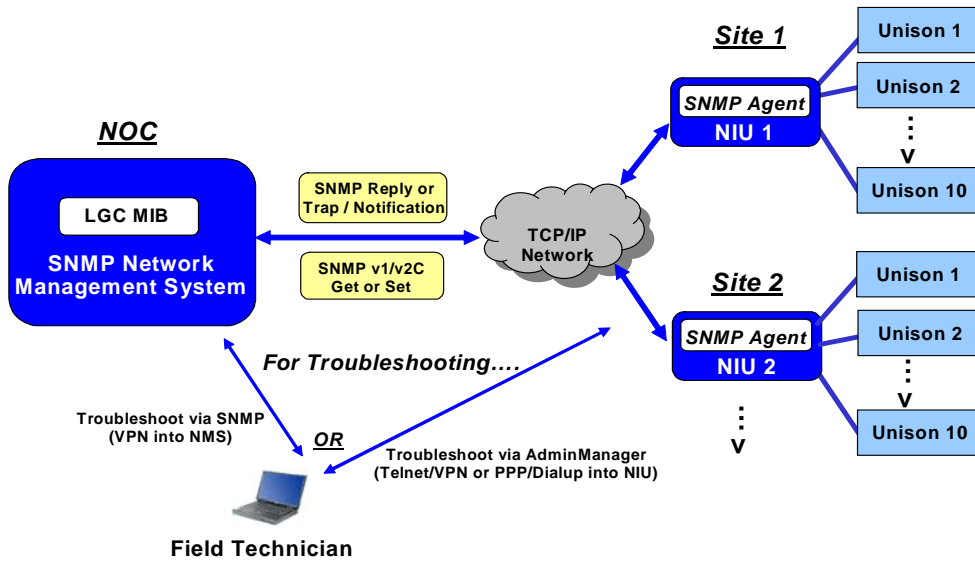 NOC
LGC MIB
SNMP Network
Management System
SNMP Reply or
Trap / Notification
SNMP v1/v2C
Get or Set
TCP/IP
Network
Site 1
SNMP Agent
NIU 1
Unison 1
Unison 2
Unison 10
Site 2
SNMP Agent
NIU 2
Unison 1
Unison 2
Unison 10
For Troubleshooting....
Troubleshoot via SNMP
(VPN into NMS)
OR
Troubleshoot via AdminManager
(Telnet/VPN or PPP/Dialup into NIU)
Field Technician